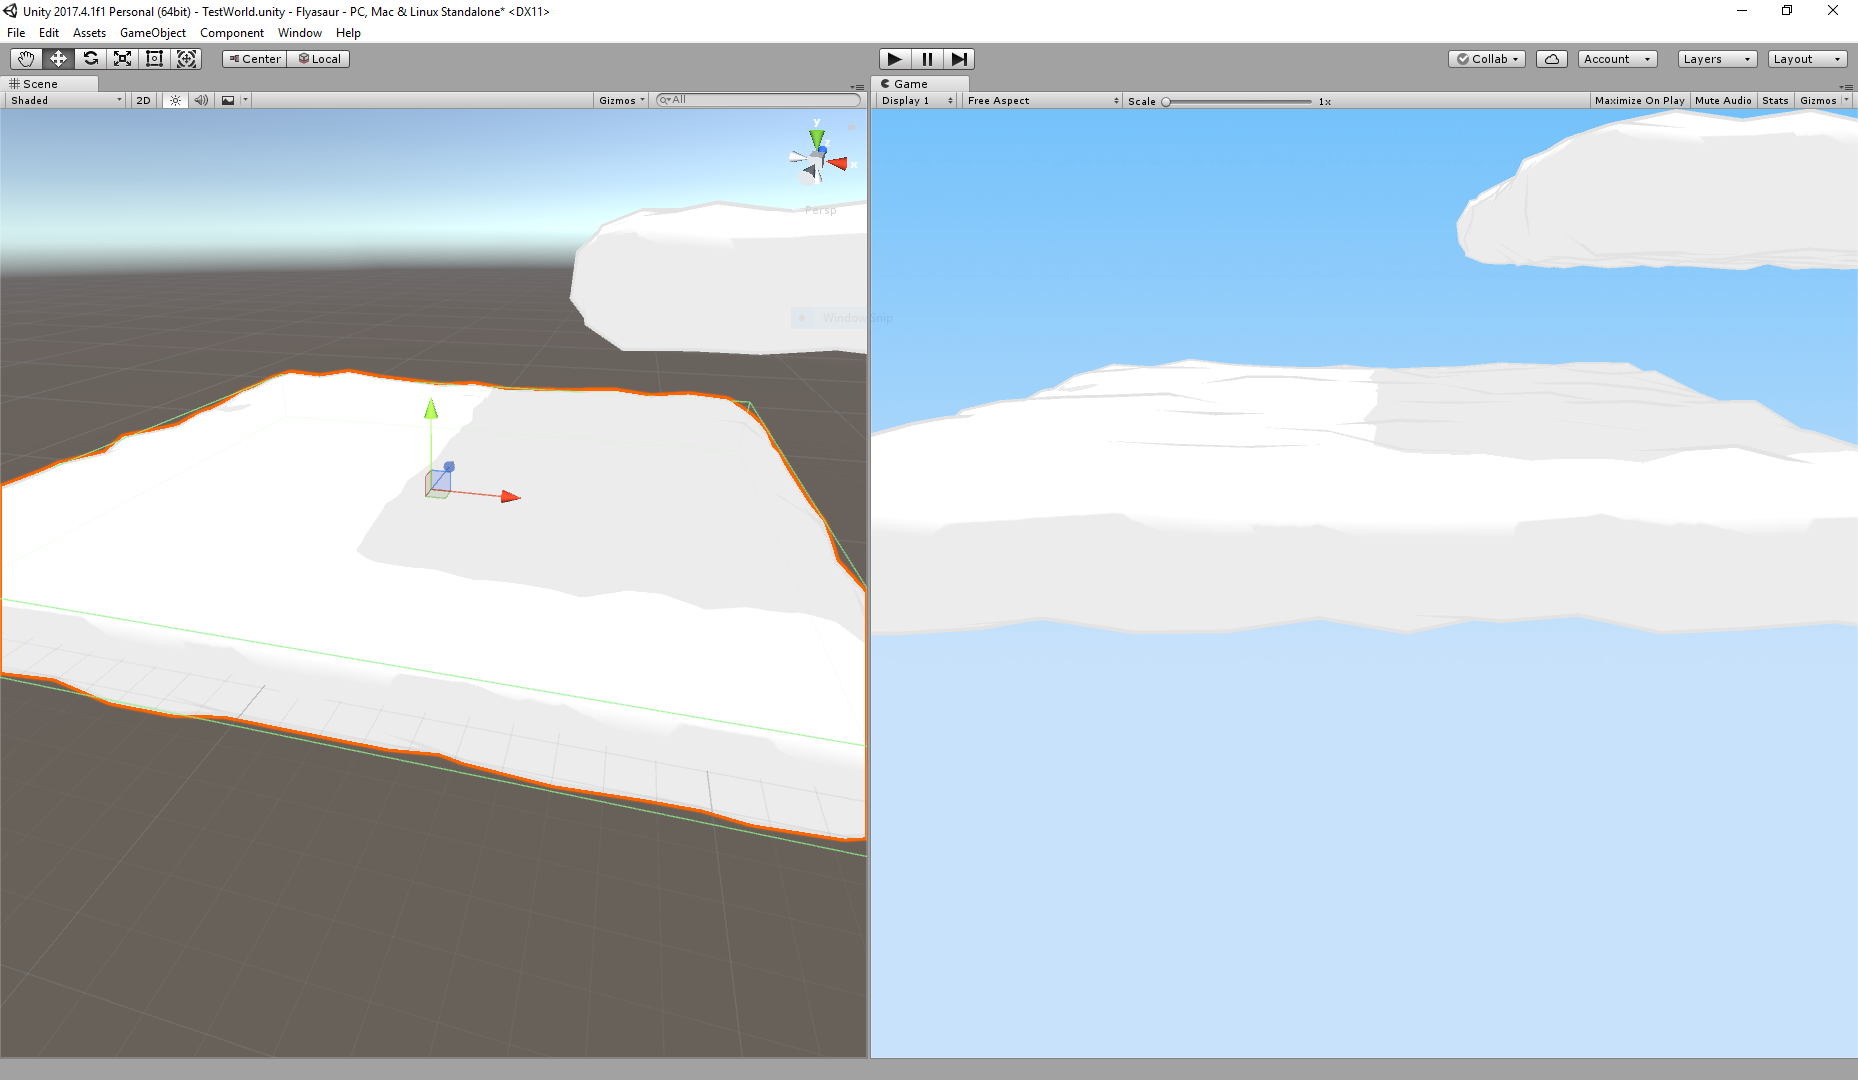 Unity 2017.4.1f1 Personal (64bit) - TestWorld.unity - Flyasaur - PC, Mac & Linux Standalone* <DX11>
File Edit Assets GameObject Component Window Help
Center Local Collab Account Layers Layout
Scene Game
Shaded 2D Gizmos All Display 1 Free Aspect Scale 1x Maximize On Play Mute Audio Stats Gizmos
y
z
x
Persp
Window Snip